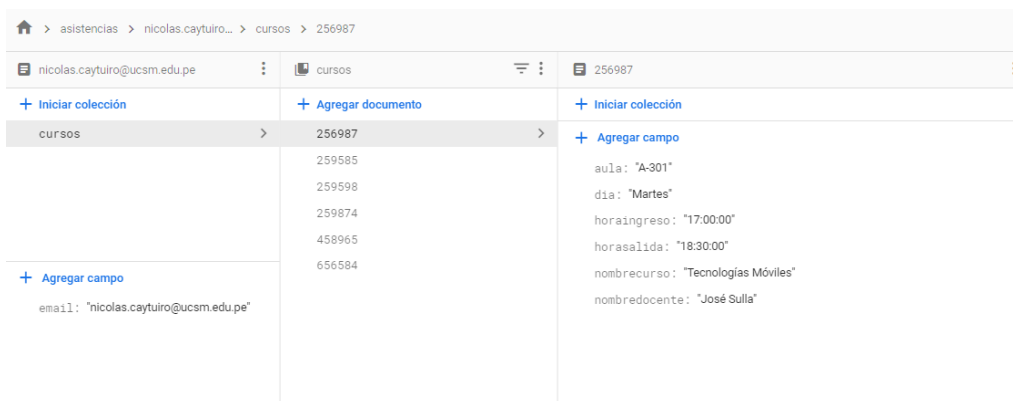 asistencias > nicolas.caytuiro... > cursos > 256987
nicolas.caytuiro@ucsm.edu.pe
+ Iniciar colección
cursos
+ Agregar campo
email: "nicolas.caytuiro@ucsm.edu.pe"
cursos
+ Agregar documento
256987
259585
259598
259874
458965
656584
256987
+ Iniciar colección
+ Agregar campo
aula: "A-301"
dia: "Martes"
horaingreso: "17:00:00"
horasalida: "18:30:00"
nombrecurso: "Tecnologías Móviles"
nombredocente: "José Sulla"